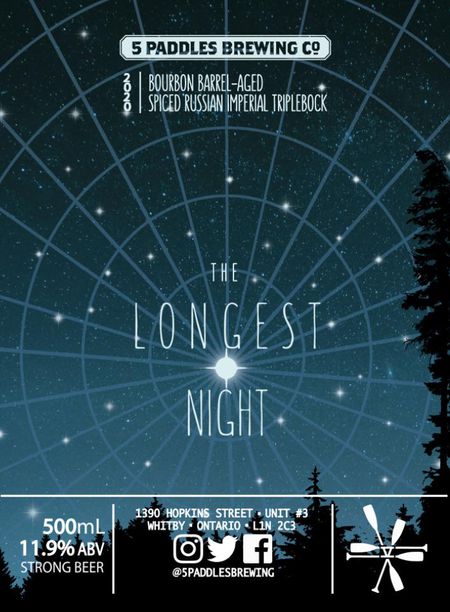 5 PADDLES BREWING Cº
2020
BOURBON BARREL-AGED
SPICED RUSSIAN IMPERIAL TRIPLEBOCK
THE
LONGEST
NIGHT
500mL
11.9% ABV
STRONG BEER
1390 HOPKINS STREET • UNIT #3
WHITBY • ONTARIO • L1N 2C3
@5PADDLESBREWING